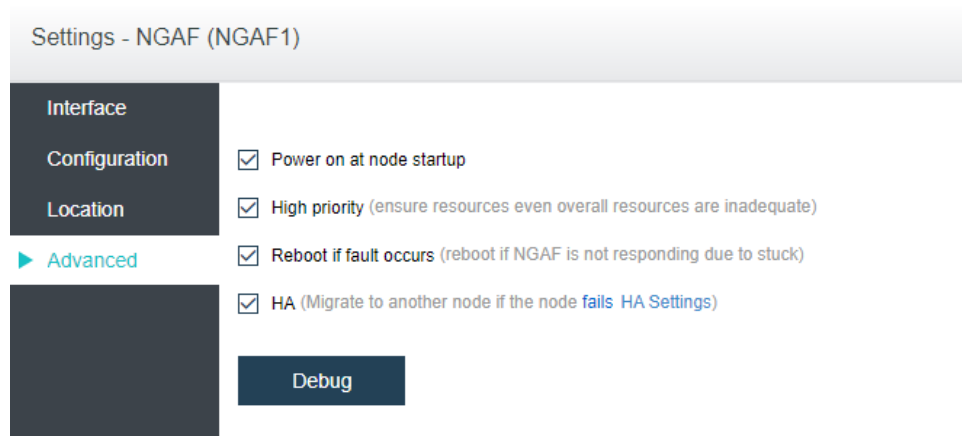 Settings - NGAF (NGAF1)
Interface
Configuration
Location
Advanced
Power on at node startup
High priority (ensure resources even overall resources are inadequate)
Reboot if fault occurs (reboot if NGAF is not responding due to stuck)
HA (Migrate to another node if the node fails HA Settings)
Debug